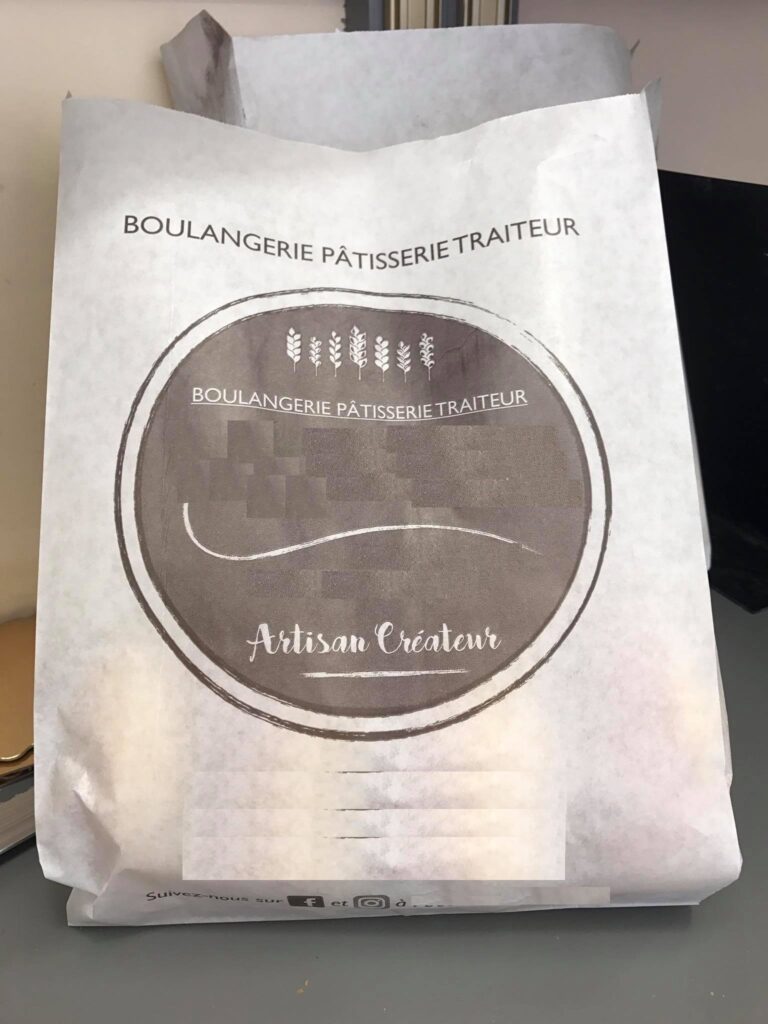 BOULANGERIE PÂTISSERIE TRAITEUR
BOULANGERIE PÂTISSERIE TRAITEUR
Artisan Créateur
Suivez-nous sur et à